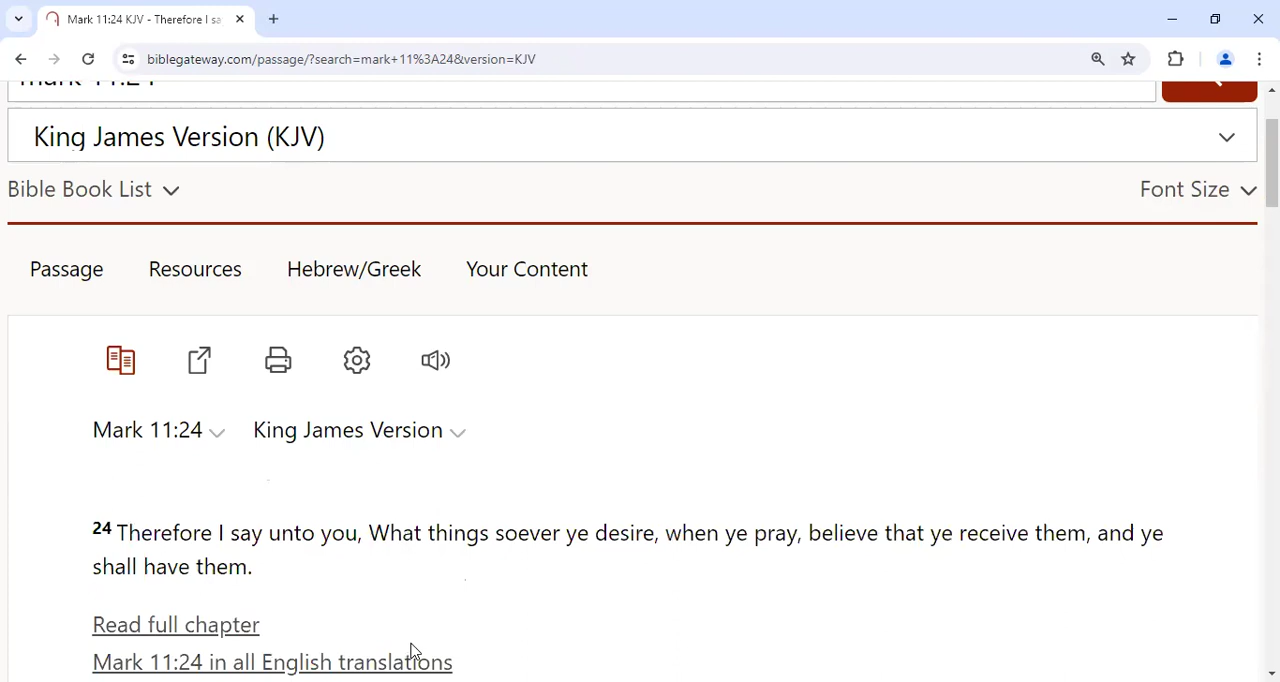 Mark 11:24 KJV - Therefore I sa
biblegateway.com/passage/?search=mark+11%3A24&version=KJV
King James Version (KJV)
Bible Book List Font Size
Passage Resources Hebrew/Greek Your Content
Mark 11:24 King James Version
24 Therefore I say unto you, What things soever ye desire, when ye pray, believe that ye receive them, and ye
shall have them.
Read full chapter
Mark 11:24 in all English translations